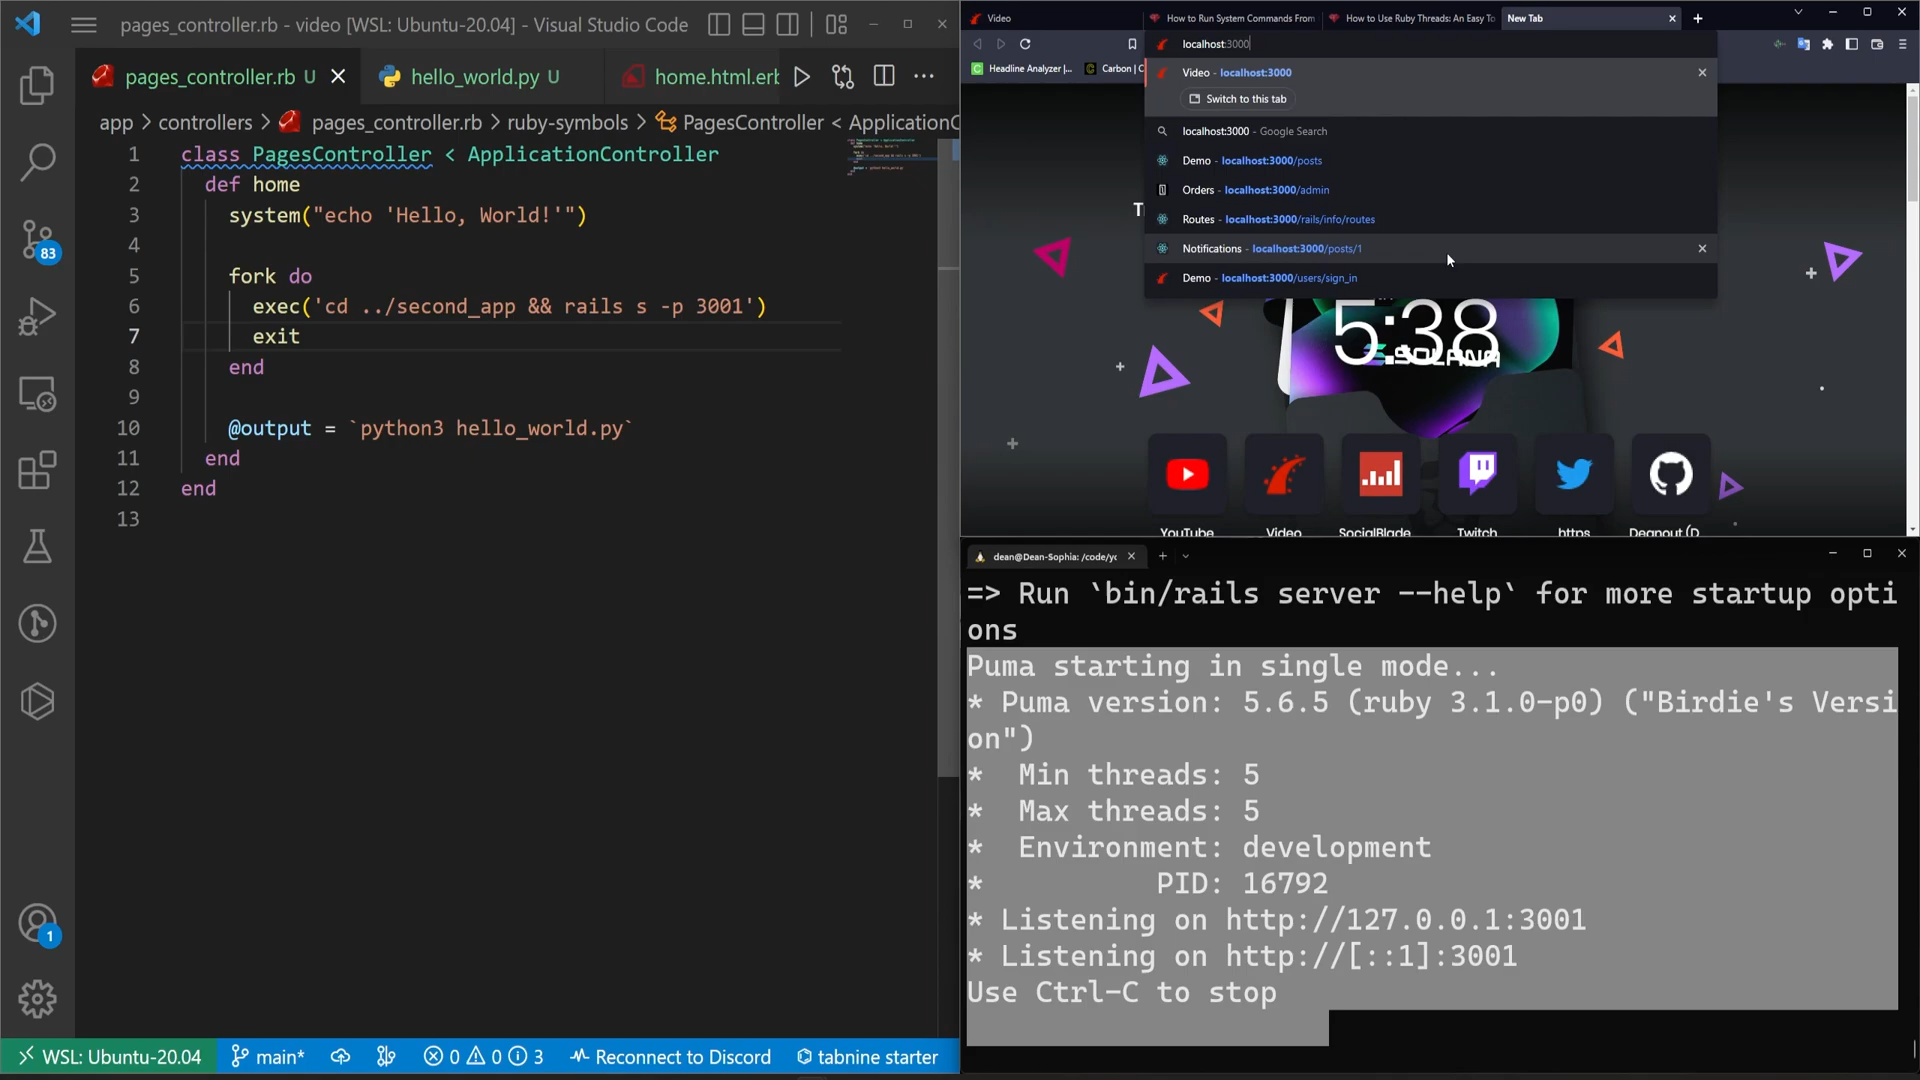 pages_controller.rb - video [WSL: Ubuntu-20.04] - Visual Studio Code
pages_controller.rb U
hello_world.py U
home.html.erb
app > controllers > pages_controller.rb > ruby-symbols > PagesController < ApplicationC
1 class PagesController < ApplicationController
2 def home
3 system("echo 'Hello, World!'")
4
5 fork do
6 exec('cd ../second_app && rails s -p 3001')
7 exit
8 end
9
10 @output = `python3 hello_world.py`
11 end
12 end
13
83
1
WSL: Ubuntu-20.04
main*
0 0 3
Reconnect to Discord
tabnine starter
Video
How to Run System Commands From
How to Use Ruby Threads: An Easy To
New Tab
localhost:3000
Headline Analyzer |...
Carbon | C
Video - localhost:3000
Switch to this tab
localhost:3000 - Google Search
Demo - localhost:3000/posts
Orders - localhost:3000/admin
Routes - localhost:3000/rails/info/routes
Notifications - localhost:3000/posts/1
Demo - localhost:3000/users/sign_in
5:38
SOLANA
YouTube
Video
SocialBlade
Twitch
https
Deanout (D
dean@Dean-Sophia: /code/yo
=> Run `bin/rails server --help` for more startup opti
ons
Puma starting in single mode...
* Puma version: 5.6.5 (ruby 3.1.0-p0) ("Birdie's Versi
on")
* Min threads: 5
* Max threads: 5
* Environment: development
* PID: 16792
* Listening on http://127.0.0.1:3001
* Listening on http://[::1]:3001
Use Ctrl-C to stop